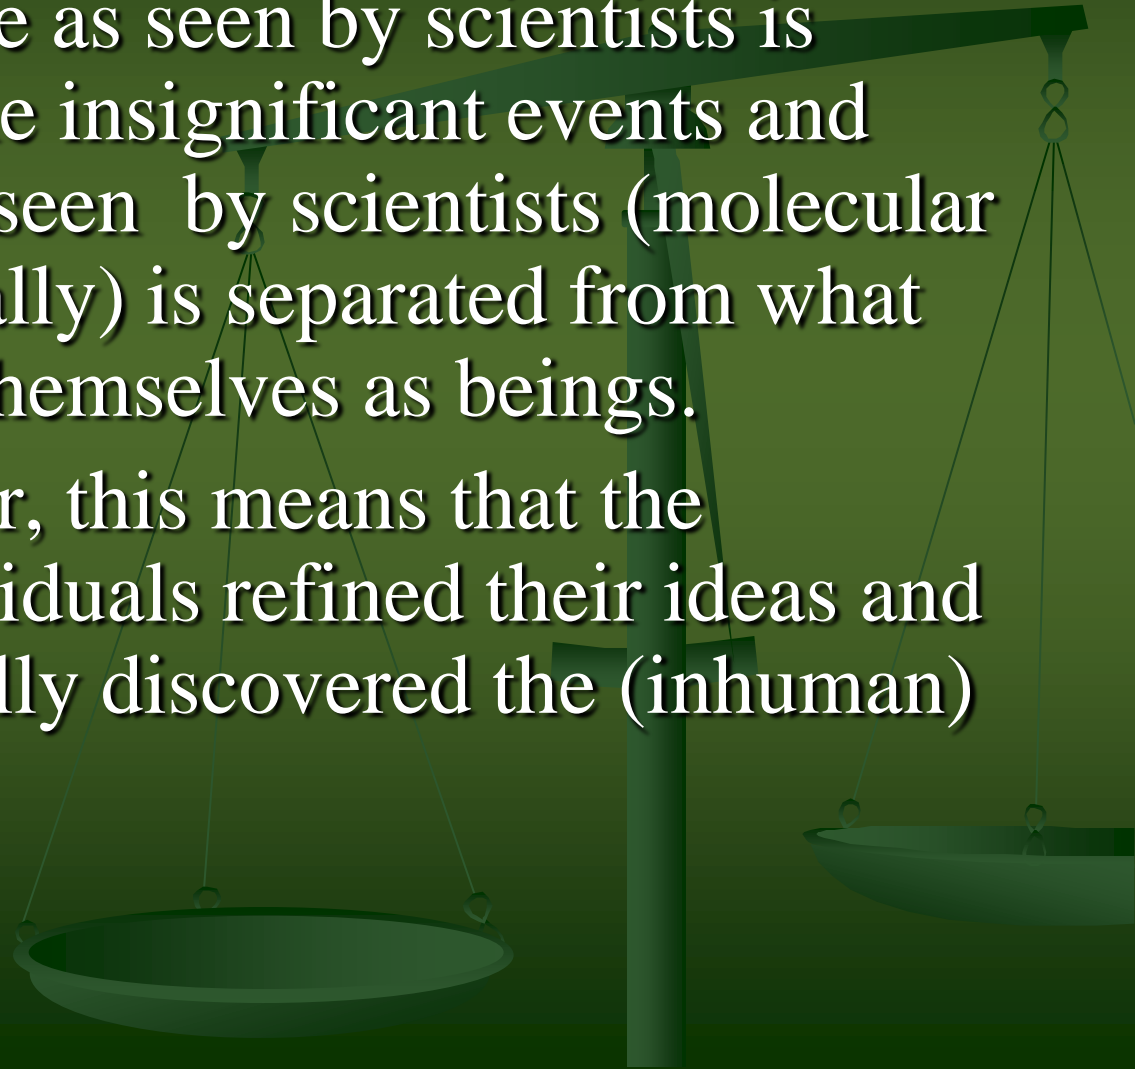 e as seen by scientists is
e insignificant events and
seen by scientists (molecular
ally) is separated from what
hemselves as beings.
r, this means that the
iduals refined their ideas and
lly discovered the (inhuman)